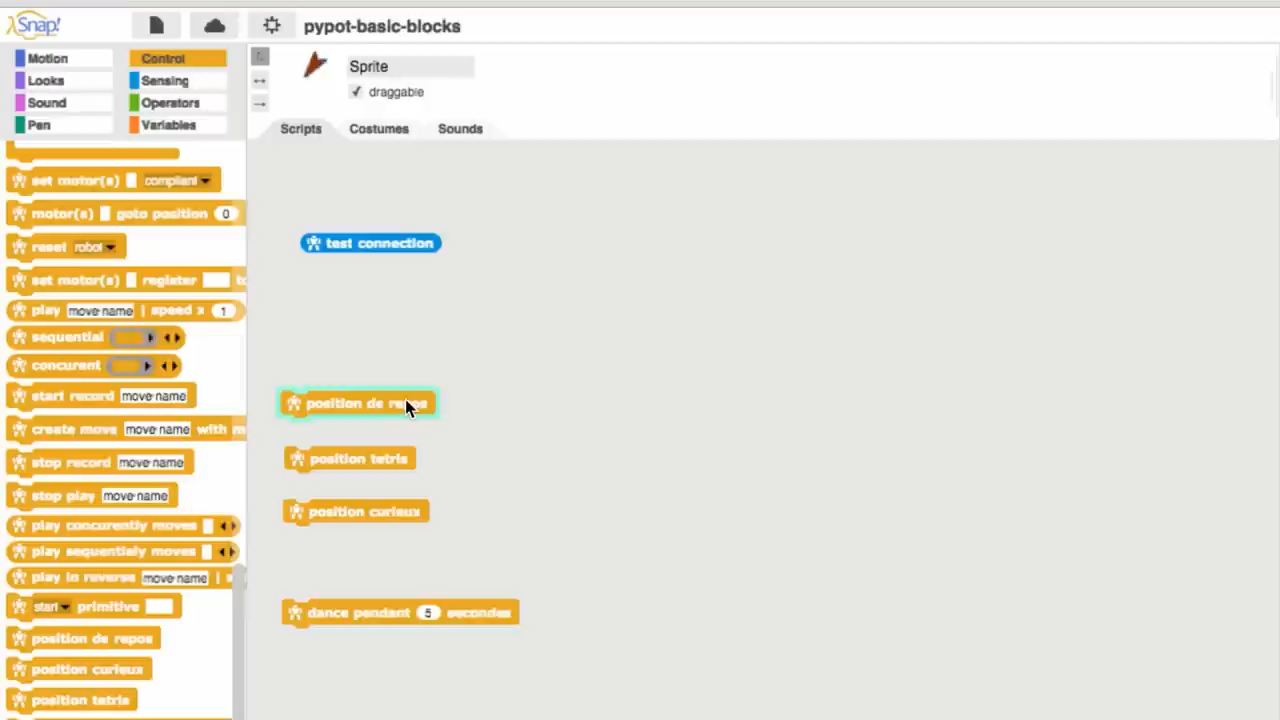 Snap!
pypot-basic-blocks
Motion
Control
Looks
Sensing
Sound
Operators
Pen
Variables
Sprite
draggable
Scripts
Costumes
Sounds
set motor(s) compliant
motor(s) goto position 0
reset robot
set motor(s) register
play move name | speed x 1
sequential
concurent
start record move name
create move move name with
stop record move name
stop play move name
play concurently moves
play sequentialy moves
play in reverse move name |
start primitive
position de repos
position curieux
position tetris
test connection
position de repos
position tetris
position curieux
dance pendant 5 secondes